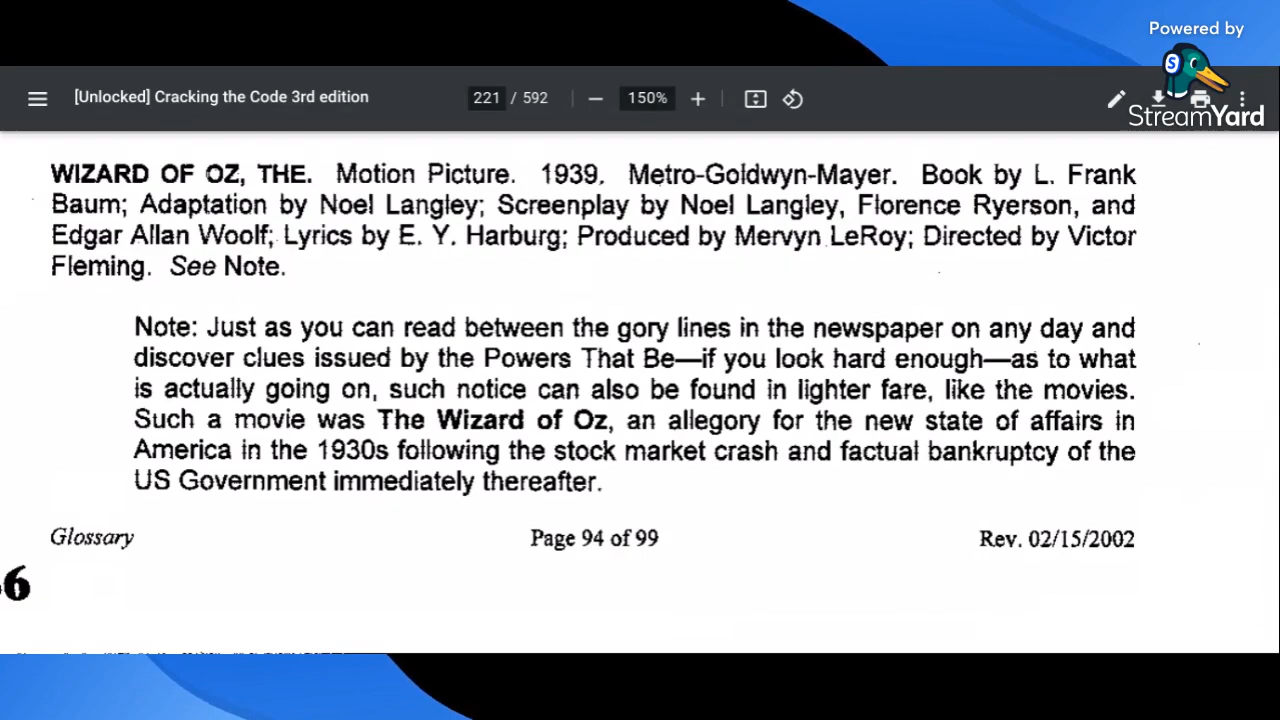 Powered by
StreamYard
[Unlocked] Cracking the Code 3rd edition
221 / 592
150%
WIZARD OF OZ, THE. Motion Picture. 1939. Metro-Goldwyn-Mayer. Book by L. Frank
Baum; Adaptation by Noel Langley; Screenplay by Noel Langley, Florence Ryerson, and
Edgar Allan Woolf; Lyrics by E. Y. Harburg; Produced by Mervyn LeRoy; Directed by Victor
Fleming. See Note.
Note: Just as you can read between the gory lines in the newspaper on any day and
discover clues issued by the Powers That Be—if you look hard enough—as to what
is actually going on, such notice can also be found in lighter fare, like the movies.
Such a movie was The Wizard of Oz, an allegory for the new state of affairs in
America in the 1930s following the stock market crash and factual bankruptcy of the
US Government immediately thereafter.
Glossary Page 94 of 99 Rev. 02/15/2002
6